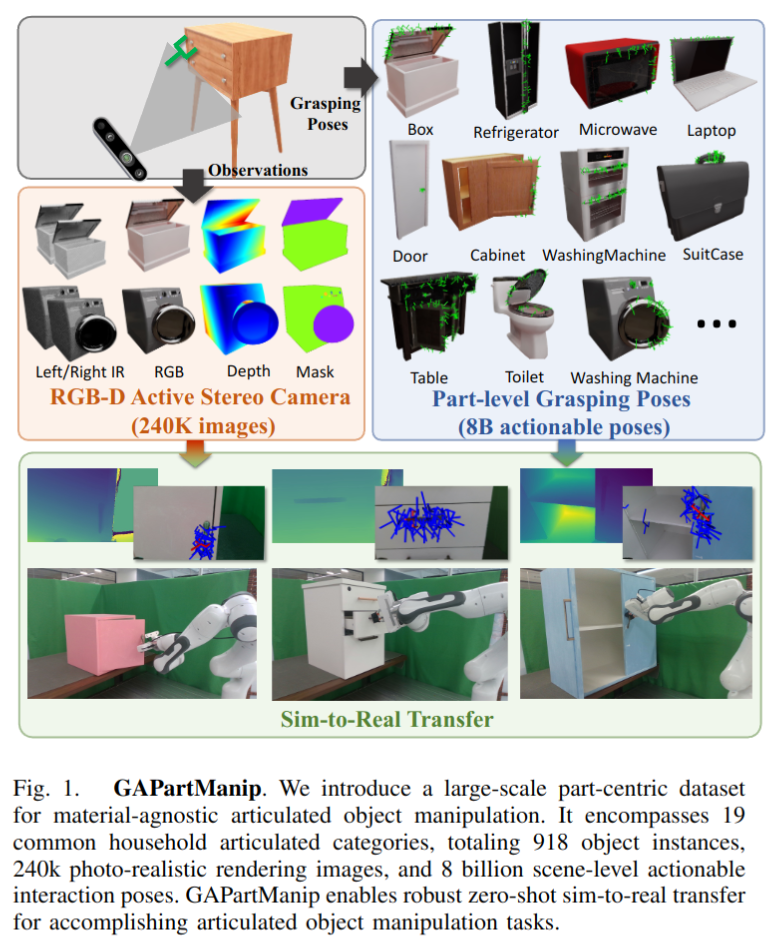 Grasping
Poses
Observations
Box
Refrigerator
Microwave
Laptop
Door
Cabinet
WashingMachine
SuitCase
Table
Toilet
Washing Machine
Part-level Grasping Poses
(8B actionable poses)
Left/Right IR
RGB
Depth
Mask
RGB-D Active Stereo Camera
(240K images)
Sim-to-Real Transfer
Fig. 1. GAPartManip. We introduce a large-scale part-centric dataset
for material-agnostic articulated object manipulation. It encompasses 19
common household articulated categories, totaling 918 object instances,
240k photo-realistic rendering images, and 8 billion scene-level actionable
interaction poses. GAPartManip enables robust zero-shot sim-to-real transfer
for accomplishing articulated object manipulation tasks.